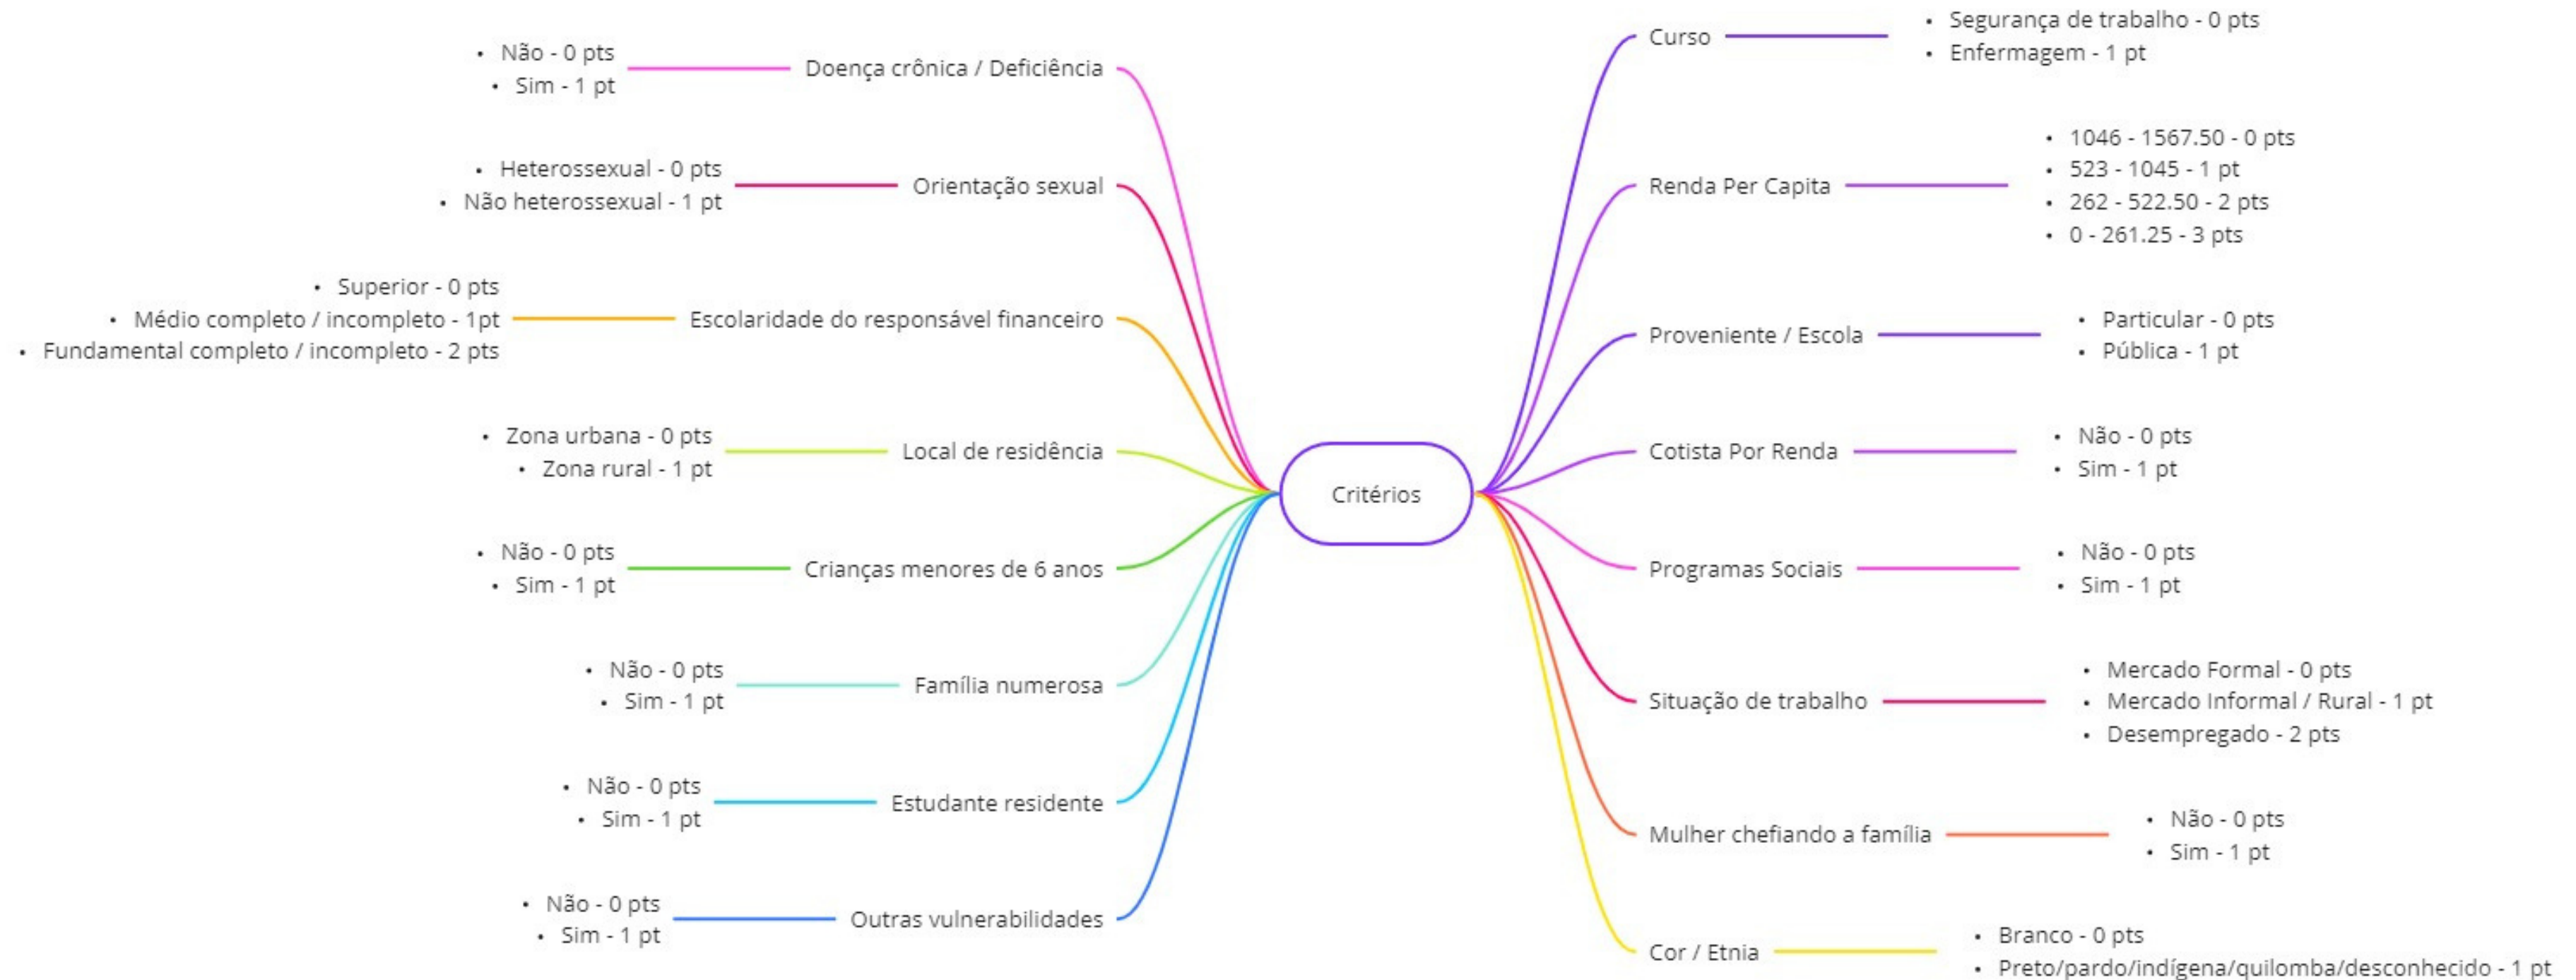 Critérios
Doença crônica / Deficiência
• Não - 0 pts
• Sim - 1 pt
Orientação sexual
• Heterossexual - 0 pts
• Não heterossexual - 1 pt
Escolaridade do responsável financeiro
• Superior - 0 pts
• Médio completo / incompleto - 1pt
• Fundamental completo / incompleto - 2 pts
Local de residência
• Zona urbana - 0 pts
• Zona rural - 1 pt
Crianças menores de 6 anos
• Não - 0 pts
• Sim - 1 pt
Família numerosa
• Não - 0 pts
• Sim - 1 pt
Estudante residente
• Não - 0 pts
• Sim - 1 pt
Outras vulnerabilidades
• Não - 0 pts
• Sim - 1 pt
Curso
• Segurança de trabalho - 0 pts
• Enfermagem - 1 pt
Renda Per Capita
• 1046 - 1567.50 - 0 pts
• 523 - 1045 - 1 pt
• 262 - 522.50 - 2 pts
• 0 - 261.25 - 3 pts
Proveniente / Escola
• Particular - 0 pts
• Pública - 1 pt
Cotista Por Renda
• Não - 0 pts
• Sim - 1 pt
Programas Sociais
• Não - 0 pts
• Sim - 1 pt
Situação de trabalho
• Mercado Formal - 0 pts
• Mercado Informal / Rural - 1 pt
• Desempregado - 2 pts
Mulher chefiando a família
• Não - 0 pts
• Sim - 1 pt
Cor / Etnia
• Branco - 0 pts
• Preto/pardo/indígena/quilomba/desconhecido - 1 pt